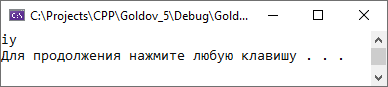 C:\Projects\CPP\Goldov_5\Debug\Gold...
iy
Для продолжения нажмите любую клавишу . . .